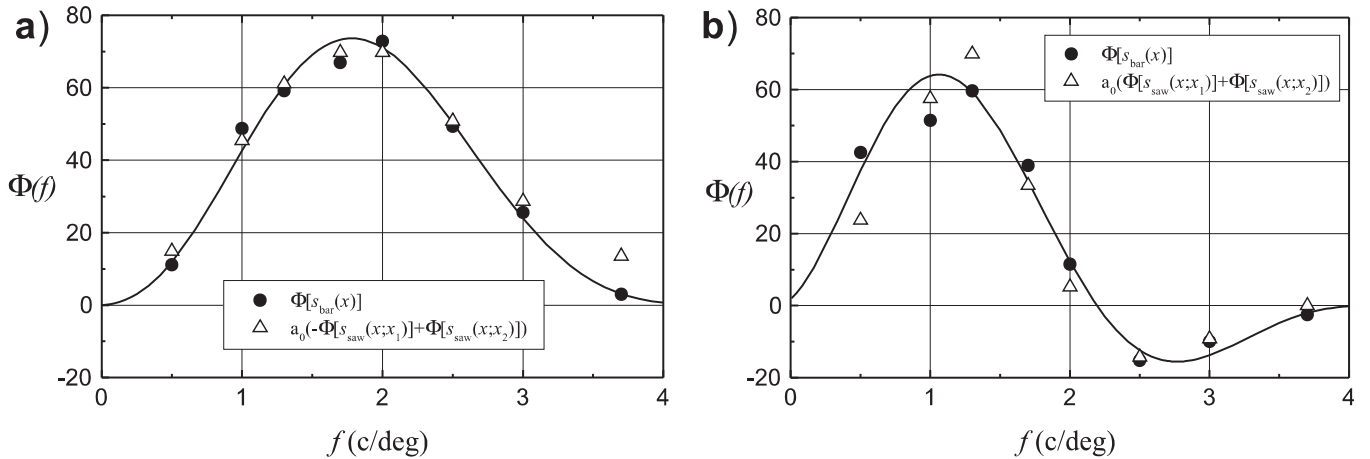 a)
80
60
40
20
0
-20
Φ(f)
Φ[s_bar(x)]
a_0(-Φ[s_saw(x;x_1)]+Φ[s_saw(x;x_2)])
0 1 2 3 4
f (c/deg)
b)
80
60
40
20
0
-20
Φ(f)
Φ[s_bar(x)]
a_0(Φ[s_saw(x;x_1)]+Φ[s_saw(x;x_2)])
0 1 2 3 4
f (c/deg)